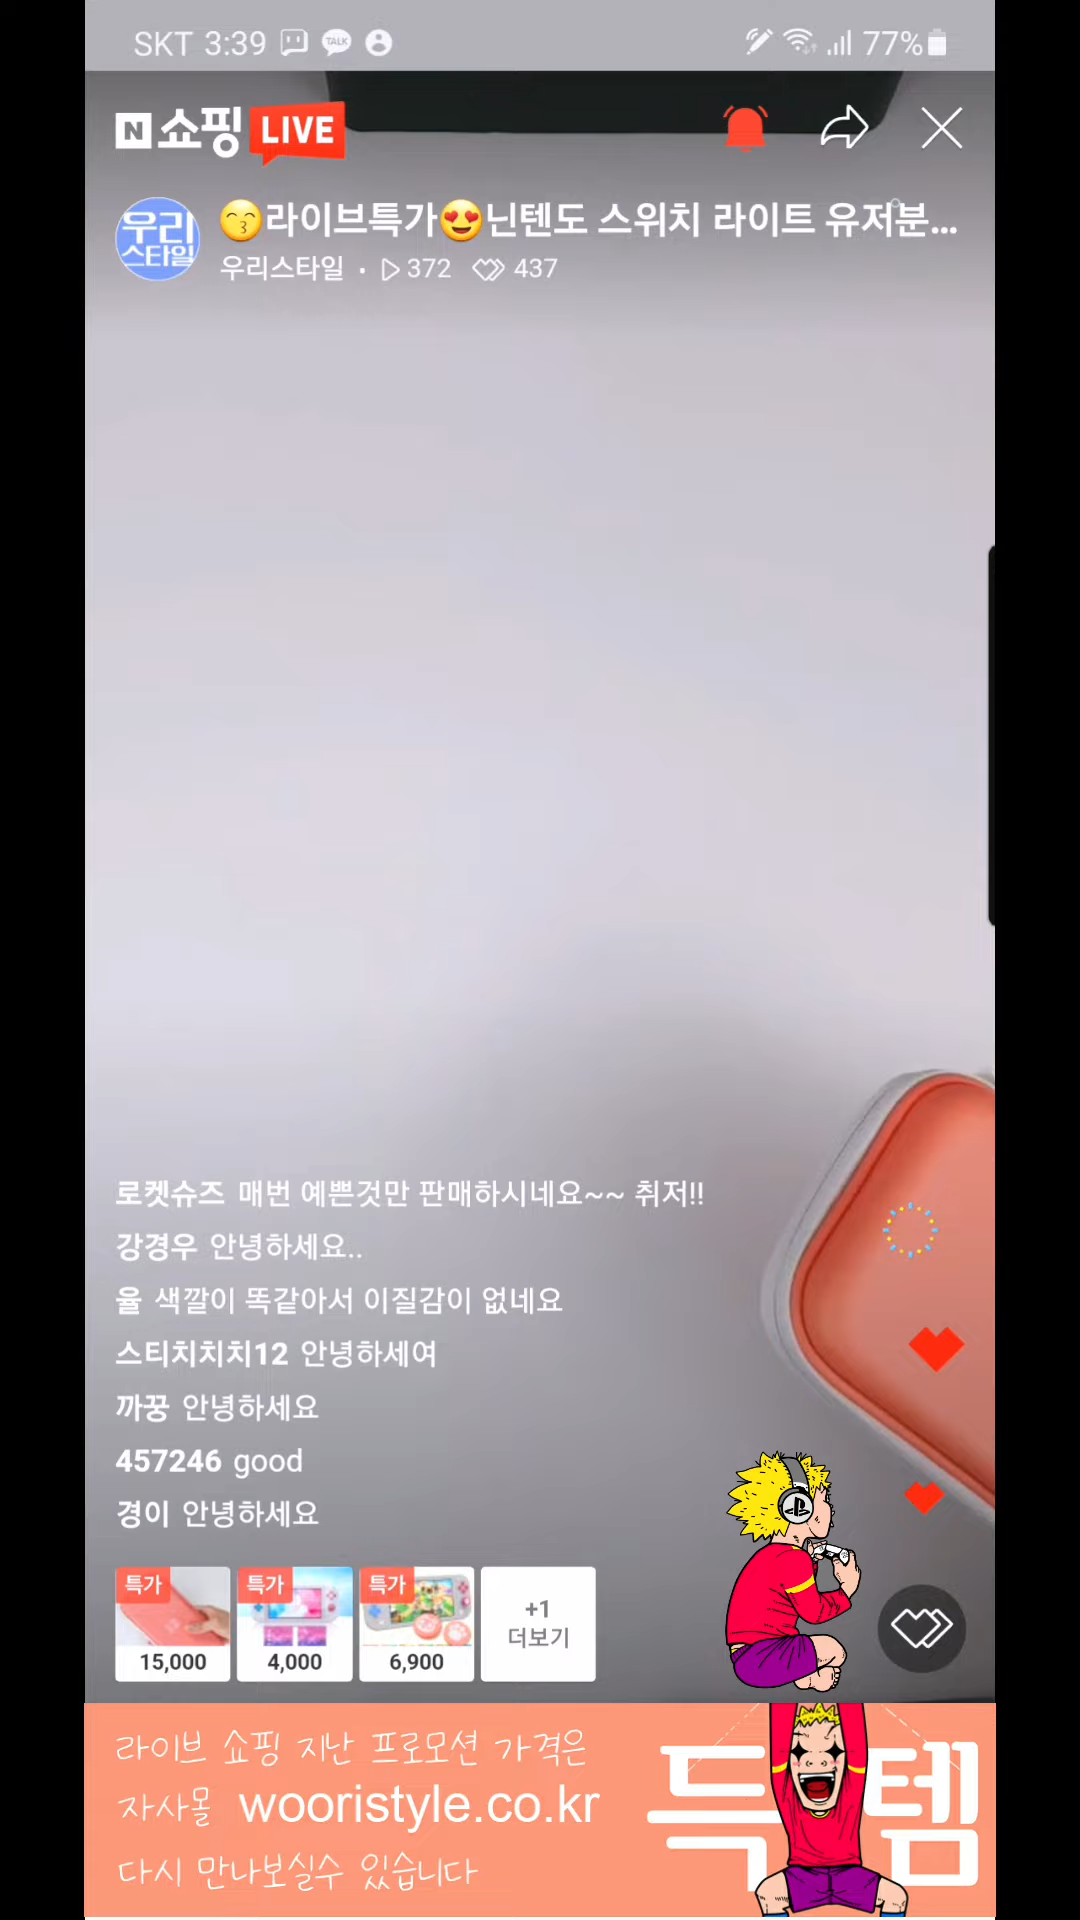 SKT 3:39 TALK 77%
N 쇼핑 LIVE
우리
스타일
😙라이브특가😍닌텐도 스위치 라이트 유저분...
우리스타일 · 372 437
로켓슈즈 매번 예쁜것만 판매하시네요~~ 취저!!
강경우 안녕하세요..
율 색깔이 똑같아서 이질감이 없네요
스티치치치12 안녕하세여
까꿍 안녕하세요
457246 good
경이 안녕하세요
특가 특가 특가
+1
더보기
15,000 4,000 6,900
라이브 쇼핑 지난 프로모션 가격은
자사몰 wooristyle.co.kr
다시 만나보실수 있습니다
득템